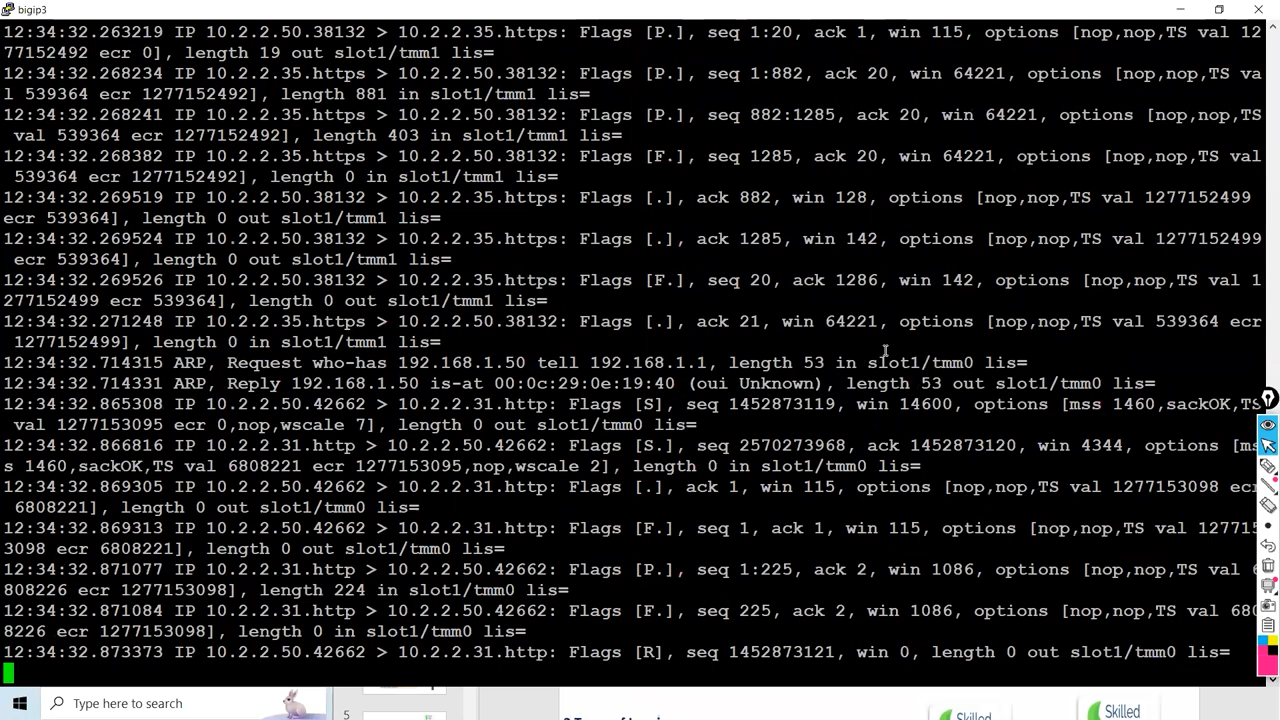 bigip3
12:34:32.263219 IP 10.2.2.50.38132 > 10.2.2.35.https: Flags [P.], seq 1:20, ack 1, win 115, options [nop,nop,TS val 12
77152492 ecr 0], length 19 out slot1/tmm1 lis=
12:34:32.268234 IP 10.2.2.35.https > 10.2.2.50.38132: Flags [P.], seq 1:882, ack 20, win 64221, options [nop,nop,TS va
l 539364 ecr 1277152492], length 881 in slot1/tmm1 lis=
12:34:32.268241 IP 10.2.2.35.https > 10.2.2.50.38132: Flags [P.], seq 882:1285, ack 20, win 64221, options [nop,nop,TS
val 539364 ecr 1277152492], length 403 in slot1/tmm1 lis=
12:34:32.268382 IP 10.2.2.35.https > 10.2.2.50.38132: Flags [F.], seq 1285, ack 20, win 64221, options [nop,nop,TS val
539364 ecr 1277152492], length 0 in slot1/tmm1 lis=
12:34:32.269519 IP 10.2.2.50.38132 > 10.2.2.35.https: Flags [.], ack 882, win 128, options [nop,nop,TS val 1277152499
ecr 539364], length 0 out slot1/tmm1 lis=
12:34:32.269524 IP 10.2.2.50.38132 > 10.2.2.35.https: Flags [.], ack 1285, win 142, options [nop,nop,TS val 1277152499
ecr 539364], length 0 out slot1/tmm1 lis=
12:34:32.269526 IP 10.2.2.50.38132 > 10.2.2.35.https: Flags [F.], seq 20, ack 1286, win 142, options [nop,nop,TS val 1
277152499 ecr 539364], length 0 out slot1/tmm1 lis=
12:34:32.271248 IP 10.2.2.35.https > 10.2.2.50.38132: Flags [.], ack 21, win 64221, options [nop,nop,TS val 539364 ecr
1277152499], length 0 in slot1/tmm1 lis=
12:34:32.714315 ARP, Request who-has 192.168.1.50 tell 192.168.1.1, length 53 in slot1/tmm0 lis=
12:34:32.714331 ARP, Reply 192.168.1.50 is-at 00:0c:29:0e:19:40 (oui Unknown), length 53 out slot1/tmm0 lis=
12:34:32.865308 IP 10.2.2.50.42662 > 10.2.2.31.http: Flags [S], seq 1452873119, win 14600, options [mss 1460,sackOK,TS
val 1277153095 ecr 0,nop,wscale 7], length 0 out slot1/tmm0 lis=
12:34:32.866816 IP 10.2.2.31.http > 10.2.2.50.42662: Flags [S.], seq 2570273968, ack 1452873120, win 4344, options [ms
s 1460,sackOK,TS val 6808221 ecr 1277153095,nop,wscale 2], length 0 in slot1/tmm0 lis=
12:34:32.869305 IP 10.2.2.50.42662 > 10.2.2.31.http: Flags [.], ack 1, win 115, options [nop,nop,TS val 1277153098 ecr
6808221], length 0 out slot1/tmm0 lis=
12:34:32.869313 IP 10.2.2.50.42662 > 10.2.2.31.http: Flags [F.], seq 1, ack 1, win 115, options [nop,nop,TS val 127715
3098 ecr 6808221], length 0 out slot1/tmm0 lis=
12:34:32.871077 IP 10.2.2.31.http > 10.2.2.50.42662: Flags [P.], seq 1:225, ack 2, win 1086, options [nop,nop,TS val 6
808226 ecr 1277153098], length 224 in slot1/tmm0 lis=
12:34:32.871084 IP 10.2.2.31.http > 10.2.2.50.42662: Flags [F.], seq 225, ack 2, win 1086, options [nop,nop,TS val 680
8226 ecr 1277153098], length 0 in slot1/tmm0 lis=
12:34:32.873373 IP 10.2.2.50.42662 > 10.2.2.31.http: Flags [R], seq 1452873121, win 0, length 0 out slot1/tmm0 lis=
Type here to search
5
Skilled
Skilled